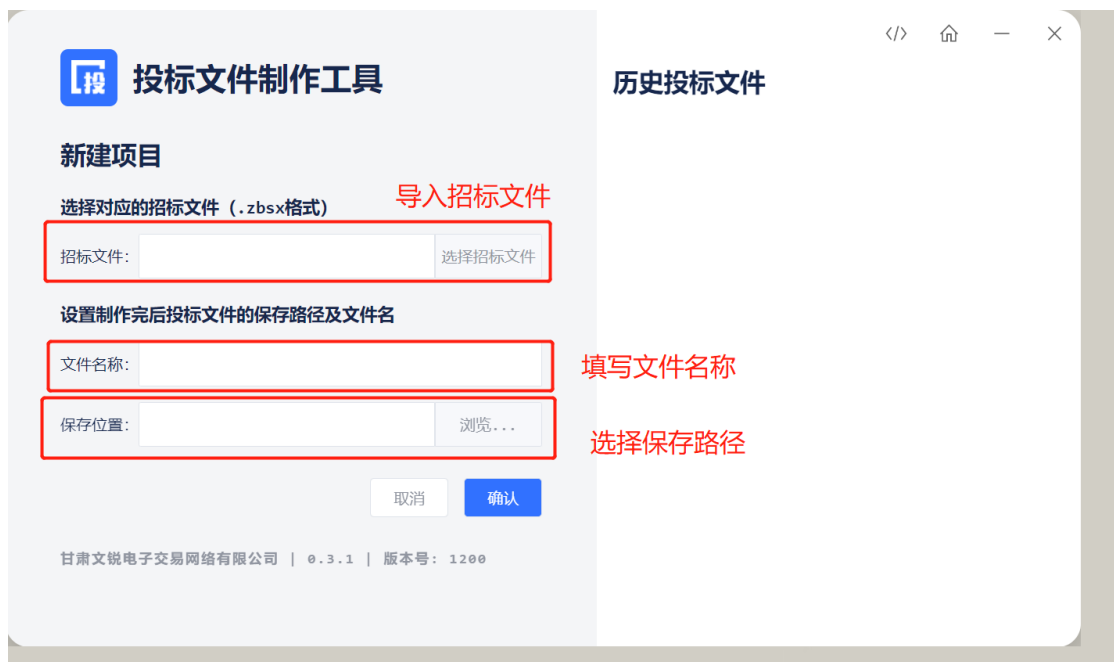 投
投标文件制作工具
历史投标文件
新建项目
选择对应的招标文件（.zbsx格式）
导入招标文件
招标文件：
选择招标文件
设置制作完后投标文件的保存路径及文件名
文件名称：
填写文件名称
保存位置：
浏览...
选择保存路径
取消
确认
甘肃文锐电子交易网络有限公司 | 0.3.1 | 版本号: 1200